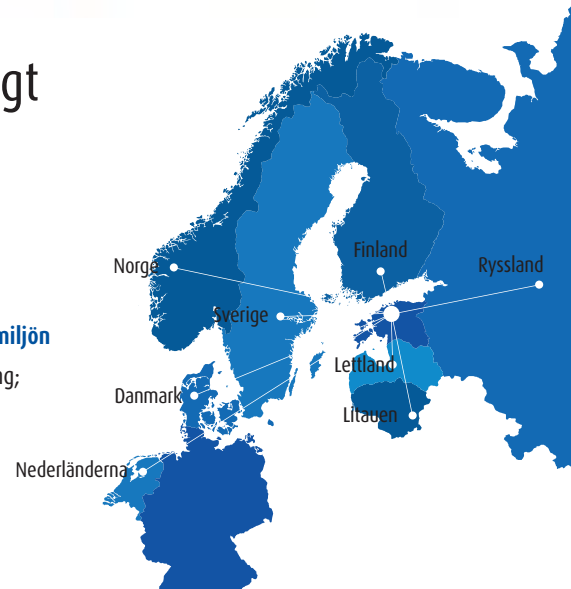 gt
Norge
Finland
Ryssland
Sverige
miljön
Lettland
ng;
Danmark
Litauen
Nederländerna